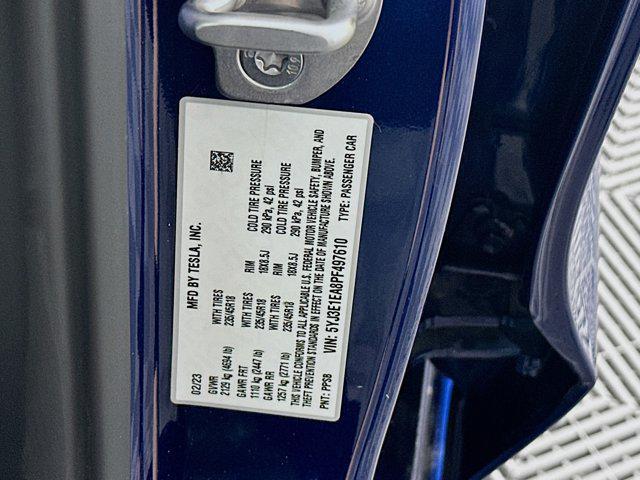 10.9
MFD BY TESLA, INC.
02/23
GVWR
2129 kg (4694 lb)
GAWR FRT WITH TIRES RIM COLD TIRE PRESSURE
1110 kg (2447 lb) 235/45R18 18X8.5J 290 kPa, 42 psi
GAWR RR WITH TIRES RIM COLD TIRE PRESSURE
1257 kg (2771 lb) 235/45R18 18X8.5J 290 kPa, 42 psi
THIS VEHICLE CONFORMS TO ALL APPLICABLE U.S. FEDERAL MOTOR VEHICLE SAFETY, BUMPER, AND
THEFT PREVENTION STANDARDS IN EFFECT ON THE DATE OF MANUFACTURE SHOWN ABOVE.
VIN: 5YJ3E1EA8PF497610 TYPE: PASSENGER CAR
PNT: PPSB